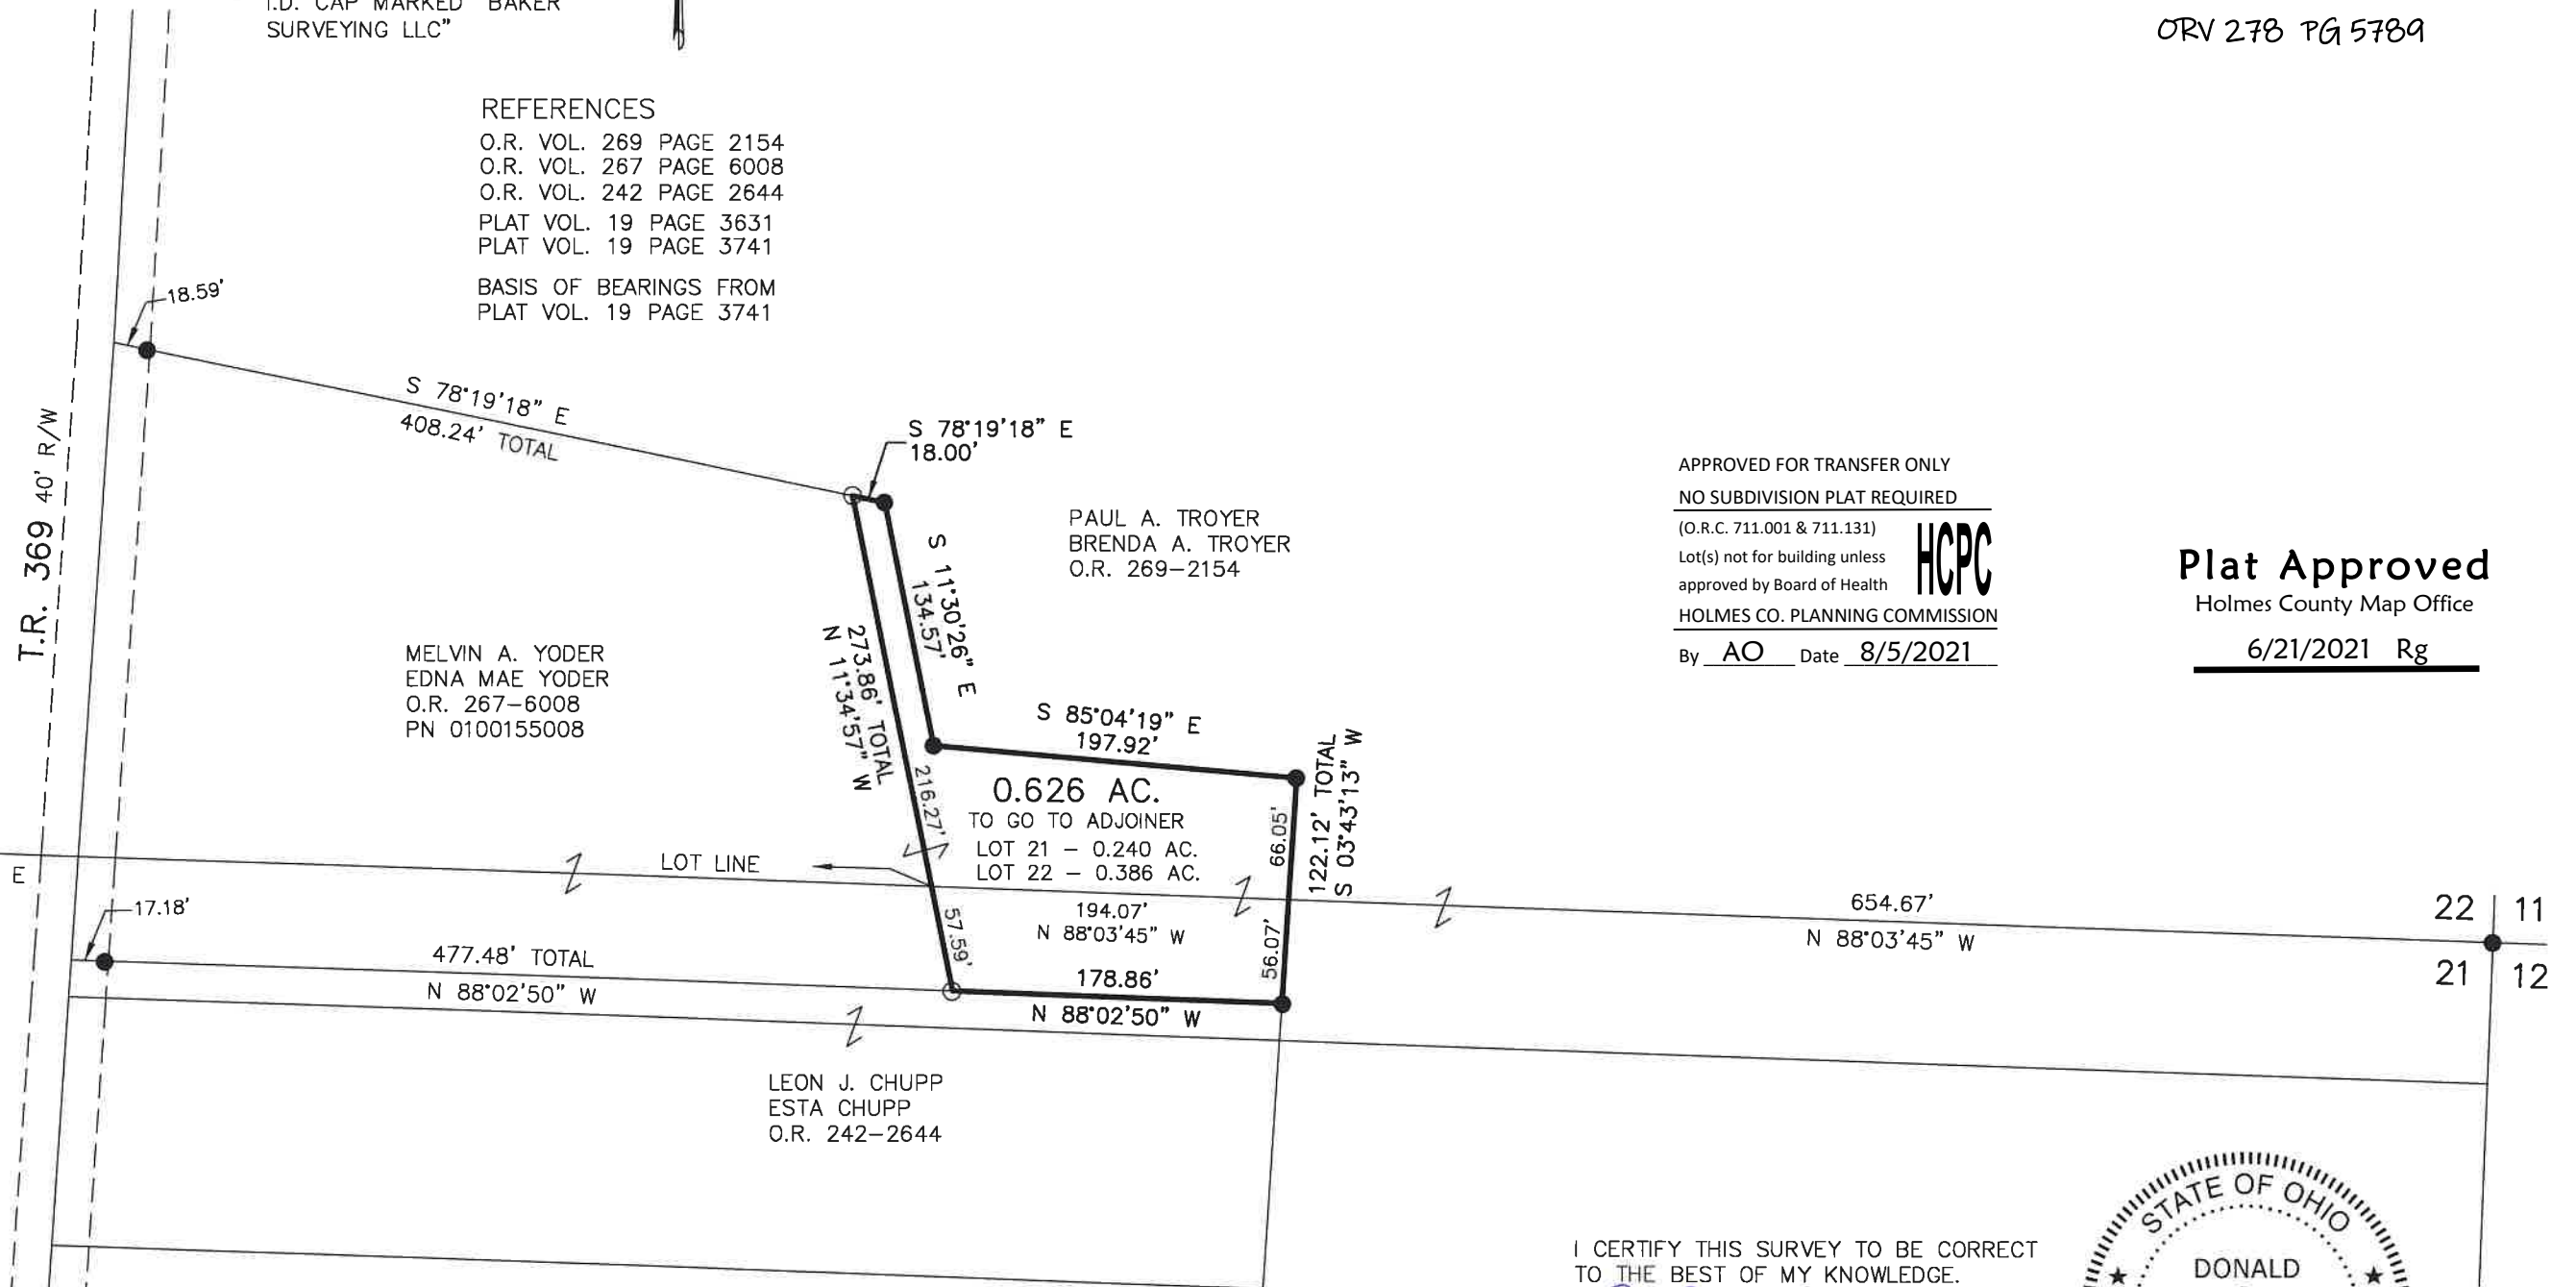 I.D. CAP MARKED "BAKER
SURVEYING LLC"
ORV 278 PG 5789
REFERENCES
O.R. VOL. 269 PAGE 2154
O.R. VOL. 267 PAGE 6008
O.R. VOL. 242 PAGE 2644
PLAT VOL. 19 PAGE 3631
PLAT VOL. 19 PAGE 3741
BASIS OF BEARINGS FROM
PLAT VOL. 19 PAGE 3741
18.59'
S 78°19'18" E
408.24' TOTAL
S 78°19'18" E
18.00'
T.R. 369 40' R/W
PAUL A. TROYER
BRENDA A. TROYER
O.R. 269-2154
S 11°30'26" E
134.57'
273.86' TOTAL
N 11°34'57" W
MELVIN A. YODER
EDNA MAE YODER
O.R. 267-6008
PN 0100155008
APPROVED FOR TRANSFER ONLY
NO SUBDIVISION PLAT REQUIRED
(O.R.C. 711.001 & 711.131)
Lot(s) not for building unless
approved by Board of Health
HCPC
HOLMES CO. PLANNING COMMISSION
By AO Date 8/5/2021
Plat Approved
Holmes County Map Office
6/21/2021 Rg
S 85°04'19" E
197.92'
216.27'
0.626 AC.
TO GO TO ADJOINER
LOT 21 - 0.240 AC.
LOT 22 - 0.386 AC.
66.05'
122.12' TOTAL
S 03°43'13" W
E
LOT LINE
17.18'
57.59'
194.07'
N 88°03'45" W
56.07'
654.67'
N 88°03'45" W
22 11
21 12
477.48' TOTAL
N 88°02'50" W
178.86'
N 88°02'50" W
LEON J. CHUPP
ESTA CHUPP
O.R. 242-2644
I CERTIFY THIS SURVEY TO BE CORRECT
TO THE BEST OF MY KNOWLEDGE.
STATE OF OHIO
DONALD